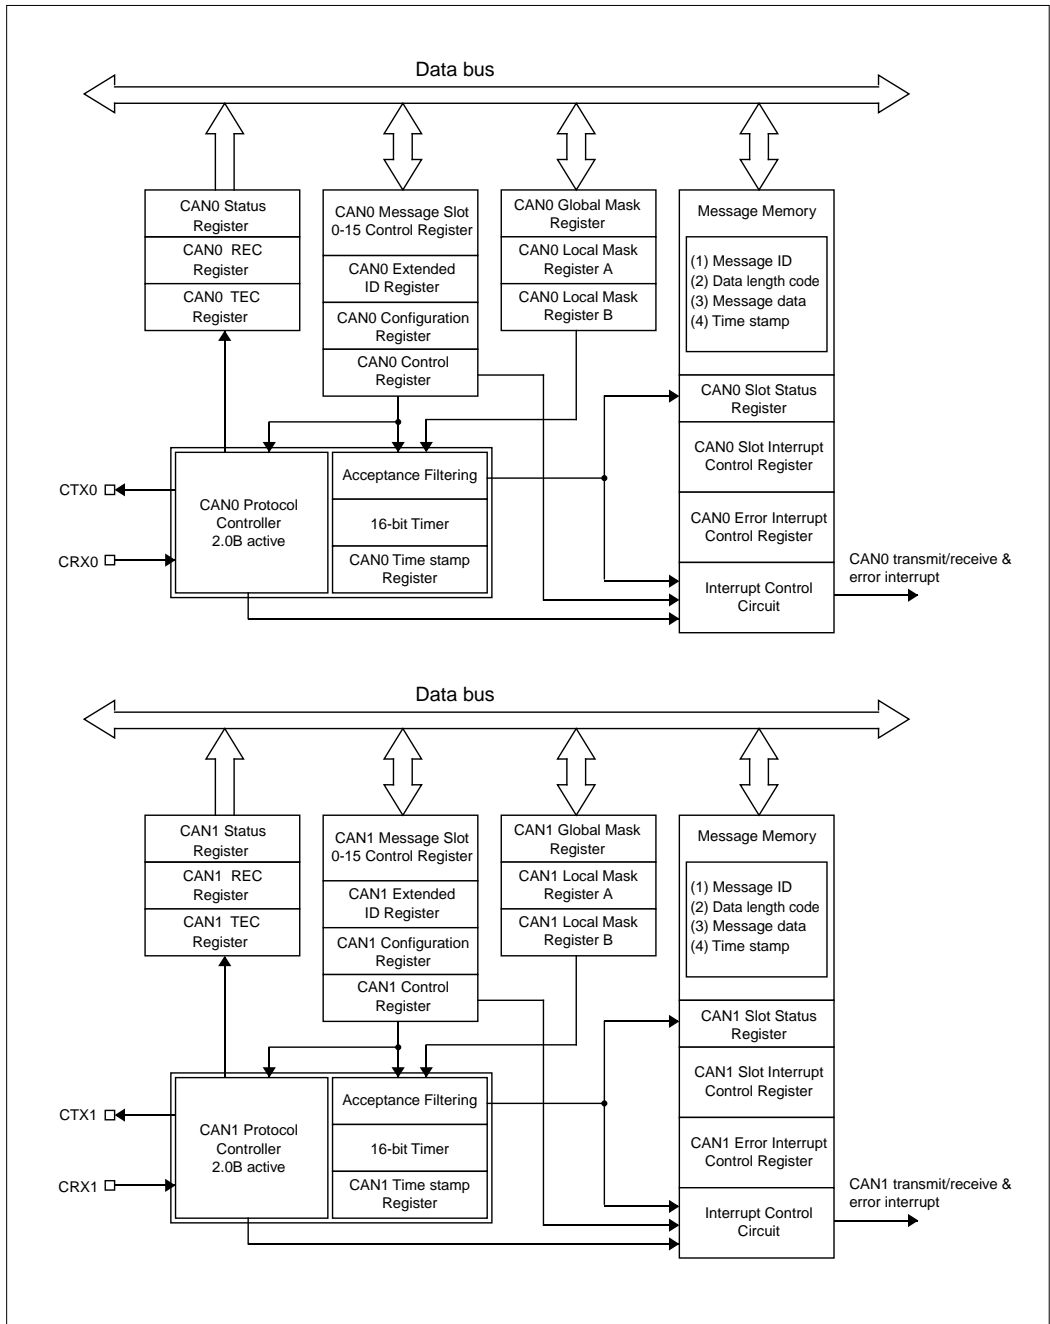 Data bus
CAN0 Status
Register
CAN0 REC
Register
CAN0 TEC
Register
CAN0 Message Slot
0-15 Control Register
CAN0 Extended
ID Register
CAN0 Configuration
Register
CAN0 Control
Register
CAN0 Global Mask
Register
CAN0 Local Mask
Register A
CAN0 Local Mask
Register B
Message Memory
(1) Message ID
(2) Data length code
(3) Message data
(4) Time stamp
CAN0 Slot Status
Register
CAN0 Slot Interrupt
Control Register
CAN0 Error Interrupt
Control Register
Interrupt Control
Circuit
CTX0
CRX0
CAN0 Protocol
Controller
2.0B active
Acceptance Filtering
16-bit Timer
CAN0 Time stamp
Register
CAN0 transmit/receive &
error interrupt
Data bus
CAN1 Status
Register
CAN1 REC
Register
CAN1 TEC
Register
CAN1 Message Slot
0-15 Control Register
CAN1 Extended
ID Register
CAN1 Configuration
Register
CAN1 Control
Register
CAN1 Global Mask
Register
CAN1 Local Mask
Register A
CAN1 Local Mask
Register B
Message Memory
(1) Message ID
(2) Data length code
(3) Message data
(4) Time stamp
CAN1 Slot Status
Register
CAN1 Slot Interrupt
Control Register
CAN1 Error Interrupt
Control Register
Interrupt Control
Circuit
CTX1
CRX1
CAN1 Protocol
Controller
2.0B active
Acceptance Filtering
16-bit Timer
CAN1 Time stamp
Register
CAN1 transmit/receive &
error interrupt